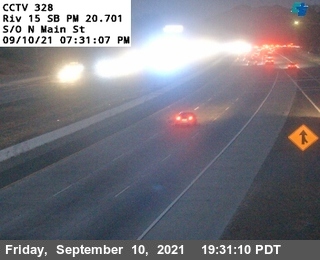 CCTV 328
Riv 15 SB PM 20.701
S/O N Main St
09/10/21 07:31:07 PM
Friday, September 10, 2021 19:31:10 PDT